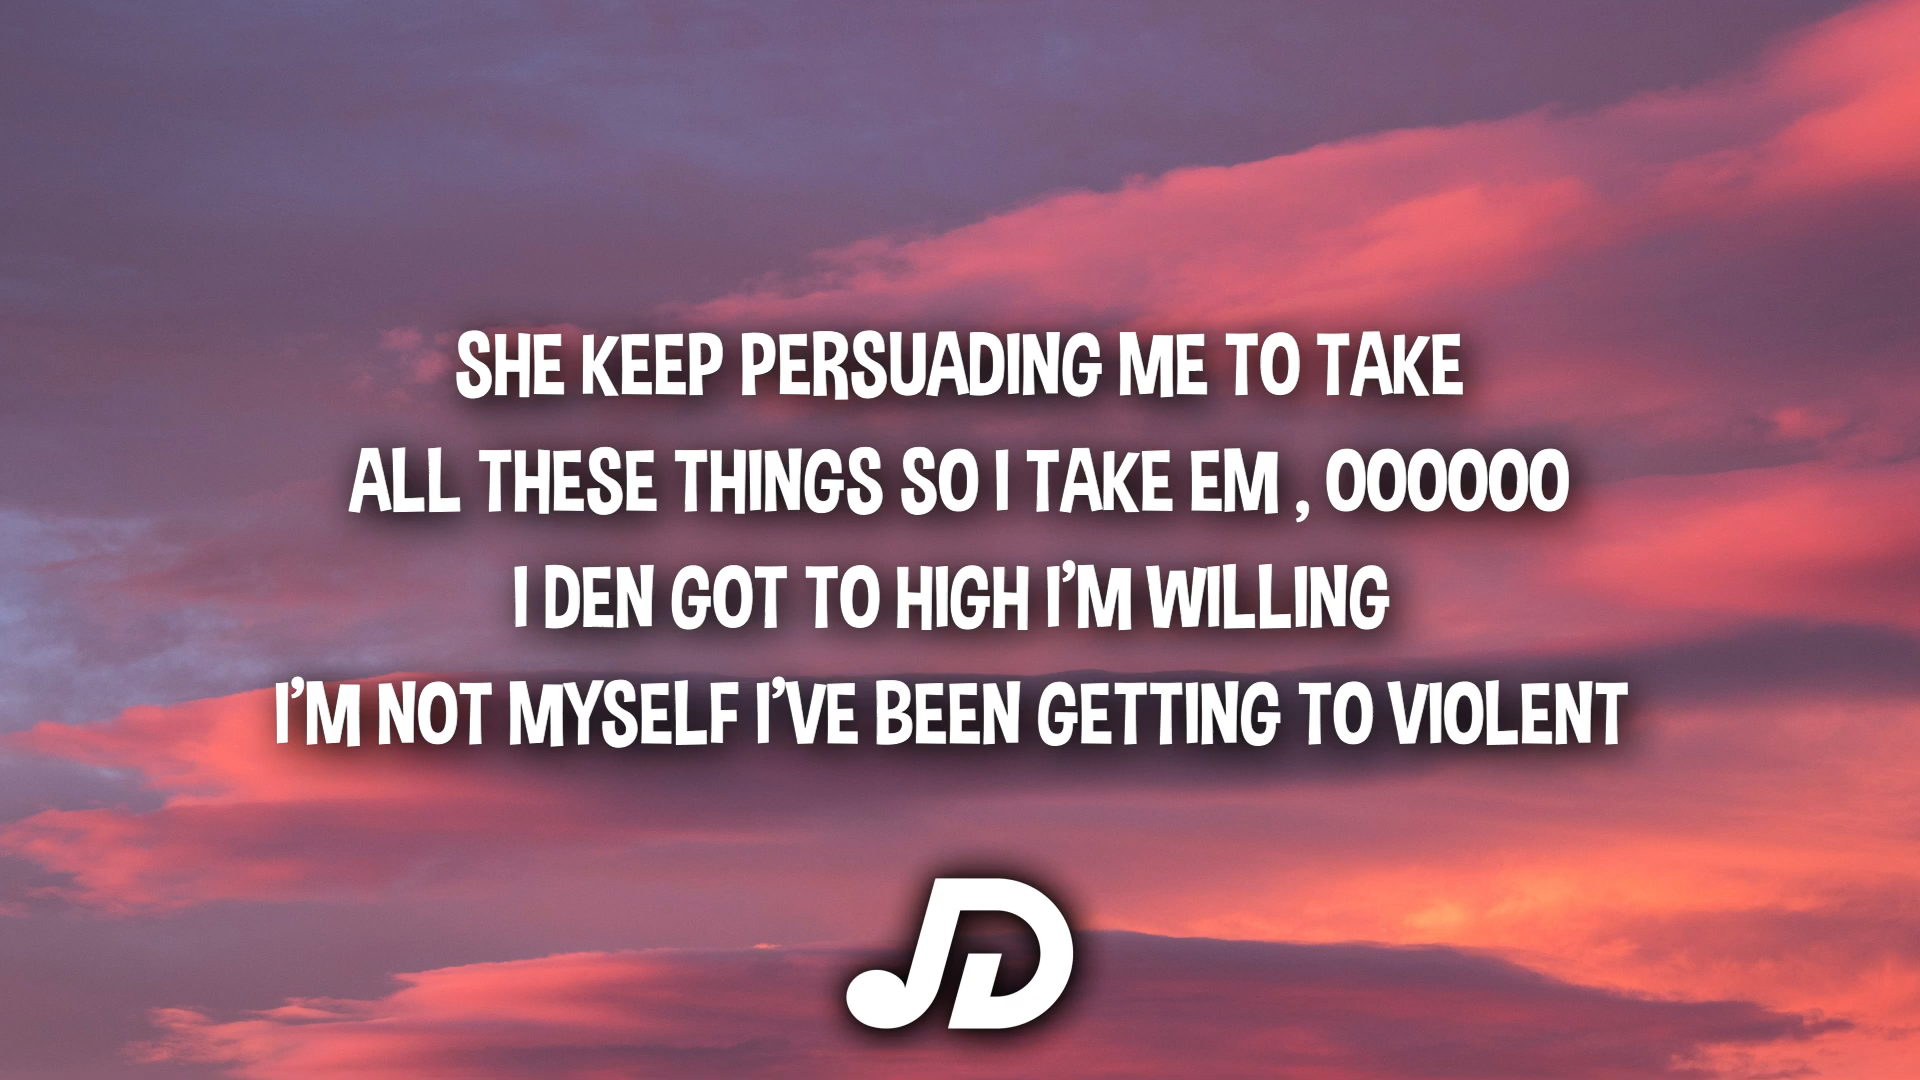 SHE KEEP PERSUADING ME TO TAKE
ALL THESE THINGS SO I TAKE EM , OOOOOO
I DEN GOT TO HIGH I'M WILLING
I'M NOT MYSELF I'VE BEEN GETTING TO VIOLENT
JD